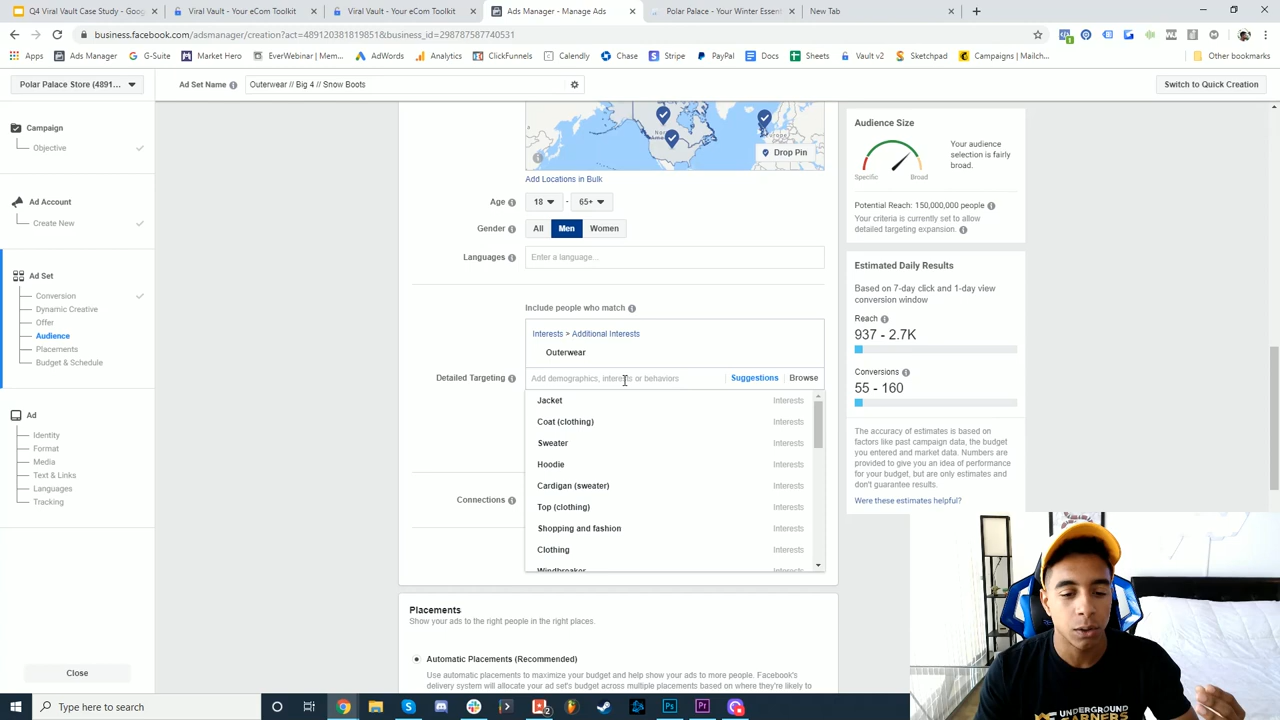 Q4 Viral Vault Case Study - Goog
Viral Vault - Your eCom Toolkit
Viral Vault - Your eCom Toolkit
Ads Manager - Manage Ads
Polar Palace - Your Winter Essenti
New Tab
business.facebook.com/adsmanager/creation?act=489120381819851&business_id=298787587740531
Apps
Ads Manager
G-Suite
Market Hero
EverWebinar | Mem...
AdWords
Analytics
ClickFunnels
Calendly
Chase
Stripe
PayPal
Docs
Sheets
Vault v2
Sketchpad
Campaigns | Mailch...
Other bookmarks
Polar Palace Store (4891...
Ad Set Name
Outerwear // Big 4 // Snow Boots
Switch to Quick Creation
Campaign
Objective
Ad Account
Create New
Ad Set
Conversion
Dynamic Creative
Offer
Audience
Placements
Budget & Schedule
Ad
Identity
Format
Media
Text & Links
Languages
Tracking
Close
Drop Pin
Add Locations in Bulk
Age
18 - 65+
Gender
All Men Women
Languages
Enter a language...
Include people who match
Interests > Additional Interests
Outerwear
Detailed Targeting
Add demographics, interests or behaviors
Suggestions Browse
Jacket Interests
Coat (clothing) Interests
Sweater Interests
Hoodie Interests
Cardigan (sweater) Interests
Top (clothing) Interests
Shopping and fashion Interests
Clothing Interests
Windbreaker Interests
Connections
Placements
Show your ads to the right people in the right places.
Automatic Placements (Recommended)
Use automatic placements to maximize your budget and help show your ads to more people. Facebook's
delivery system will allocate your ad set's budget across multiple placements based on where they're likely to
Audience Size
Specific
Broad
Your audience
selection is fairly
broad.
Potential Reach: 150,000,000 people
Your criteria is currently set to allow
detailed targeting expansion.
Estimated Daily Results
Based on 7-day click and 1-day view
conversion window
Reach
937 - 2.7K
Conversions
55 - 160
The accuracy of estimates is based on
factors like past campaign data, the budget
you entered and market data. Numbers are
provided to give you an idea of performance
for your budget, but are only estimates and
don't guarantee results.
Were these estimates helpful?
UNDERGROUND
EARNERS
Type here to search